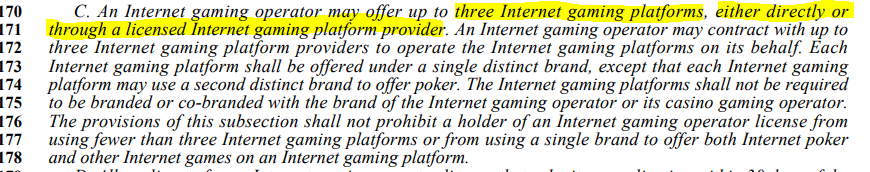 170 C. An Internet gaming operator may offer up to three Internet gaming platforms, either directly or
171 through a licensed Internet gaming platform provider. An Internet gaming operator may contract with up to
172 three Internet gaming platform providers to operate the Internet gaming platforms on its behalf. Each
173 Internet gaming platform shall be offered under a single distinct brand, except that each Internet gaming
174 platform may use a second distinct brand to offer poker. The Internet gaming platforms shall not be required
175 to be branded or co-branded with the brand of the Internet gaming operator or its casino gaming operator.
176 The provisions of this subsection shall not prohibit a holder of an Internet gaming operator license from
177 using fewer than three Internet gaming platforms or from using a single brand to offer both Internet poker
178 and other Internet games on an Internet gaming platform.